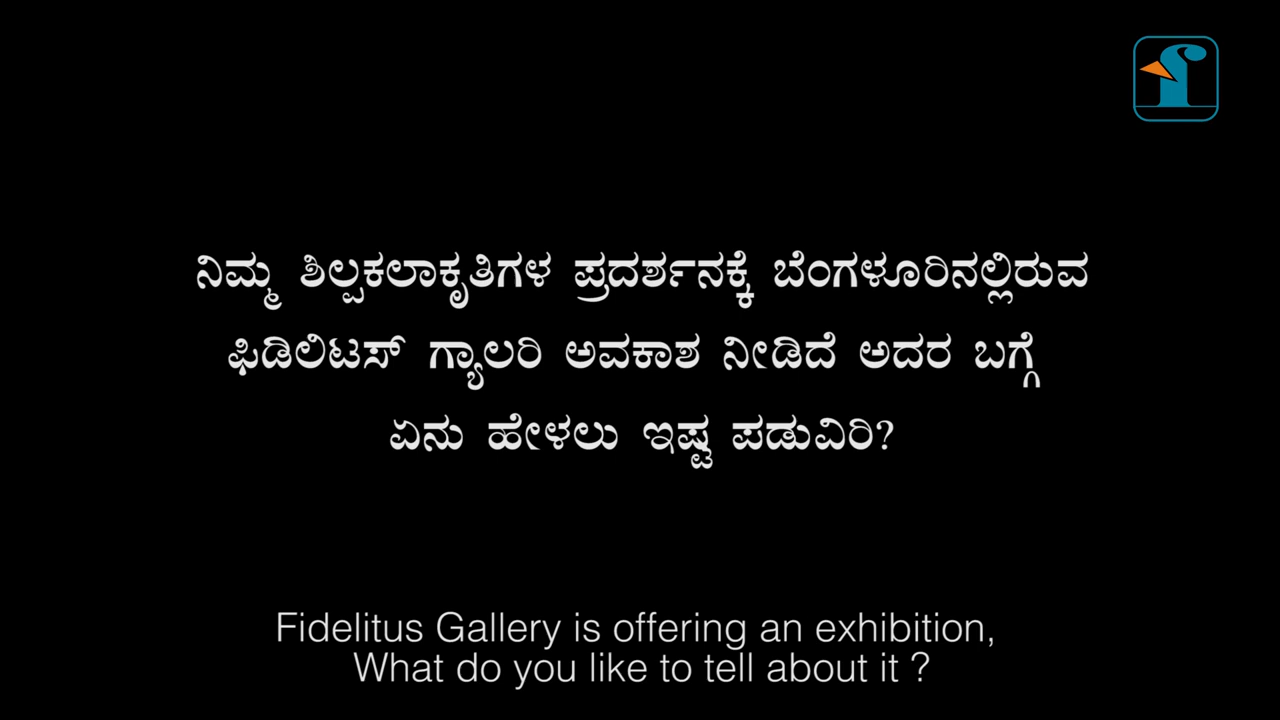 ನಿಮ್ಮ ಶಿಲ್ಪಕಲಾಕೃತಿಗಳ ಪ್ರದರ್ಶನಕ್ಕೆ ಬೆಂಗಳೂರಿನಲ್ಲಿರುವ
ಫಿಡಿಲಿಟಸ್ ಗ್ಯಾಲರಿ ಅವಕಾಶ ನೀಡಿದೆ ಅದರ ಬಗ್ಗೆ
ಏನು ಹೇಳಲು ಇಷ್ಟ ಪಡುವಿರಿ?
Fidelitus Gallery is offering an exhibition,
What do you like to tell about it ?